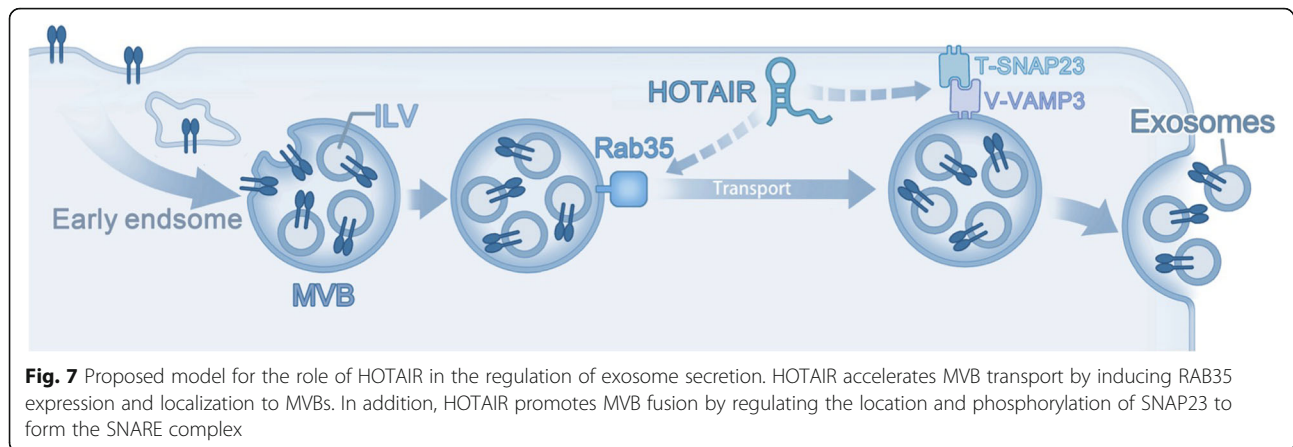 T-SNAP23
HOTAIR
V-VAMP3
ILV
Exosomes
Rab35
Transport
Early endsome
MVB
Fig. 7 Proposed model for the role of HOTAIR in the regulation of exosome secretion. HOTAIR accelerates MVB transport by inducing RAB35
expression and localization to MVBs. In addition, HOTAIR promotes MVB fusion by regulating the location and phosphorylation of SNAP23 to
form the SNARE complex